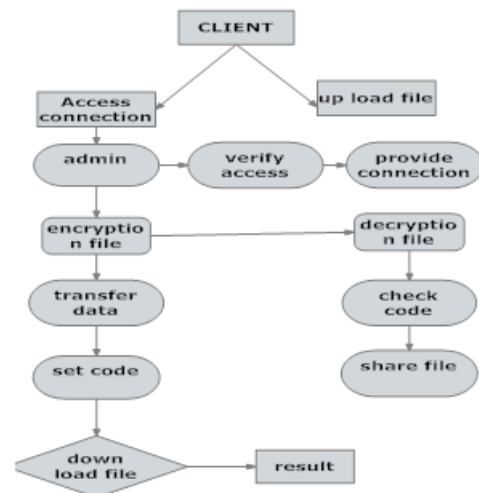 CLIENT
Access
connection
up load file
admin
verify
access
provide
connection
encryptio
n file
decryptio
n file
transfer
data
check
code
set code
share file
down
load file
result